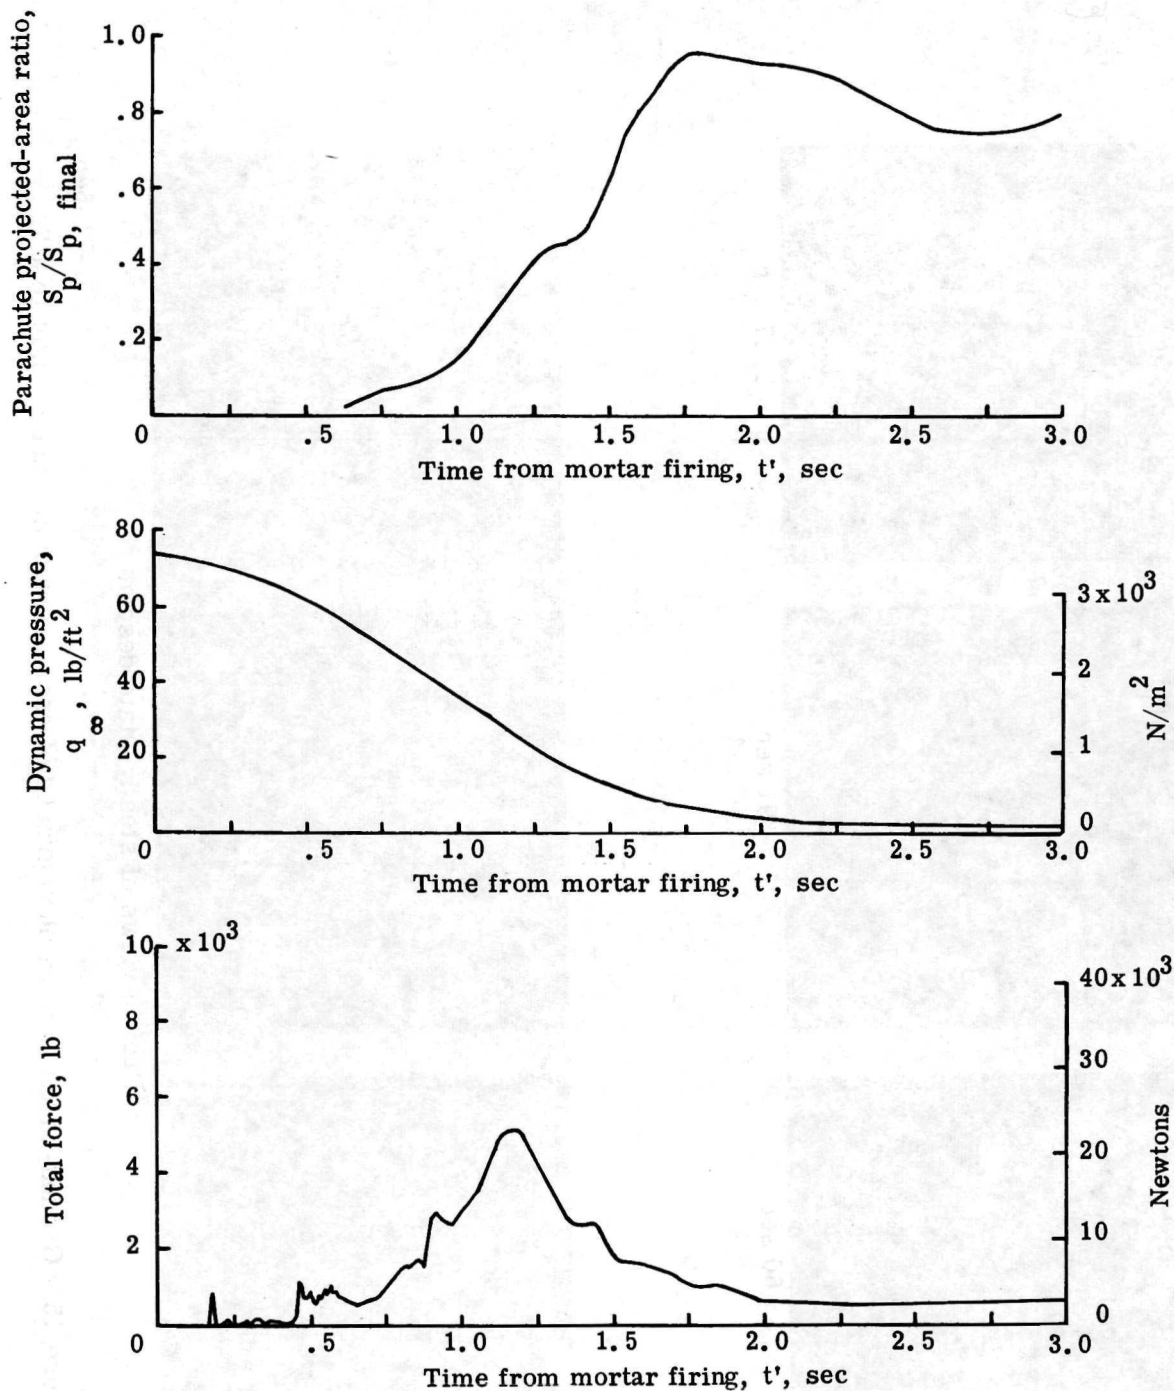 Parachute projected-area ratio,
S_p/S_p, final
1.0
.8
.6
.4
.2
0 .5 1.0 1.5 2.0 2.5 3.0
Time from mortar firing, t', sec
Dynamic pressure,
q_∞, lb/ft²
80
60
40
20
3 x 10³
2
1
0
N/m²
0 .5 1.0 1.5 2.0 2.5 3.0
Time from mortar firing, t', sec
Total force, lb
10 x 10³
8
6
4
2
40 x 10³
30
20
10
0
Newtons
0 .5 1.0 1.5 2.0 2.5 3.0
Time from mortar firing, t', sec